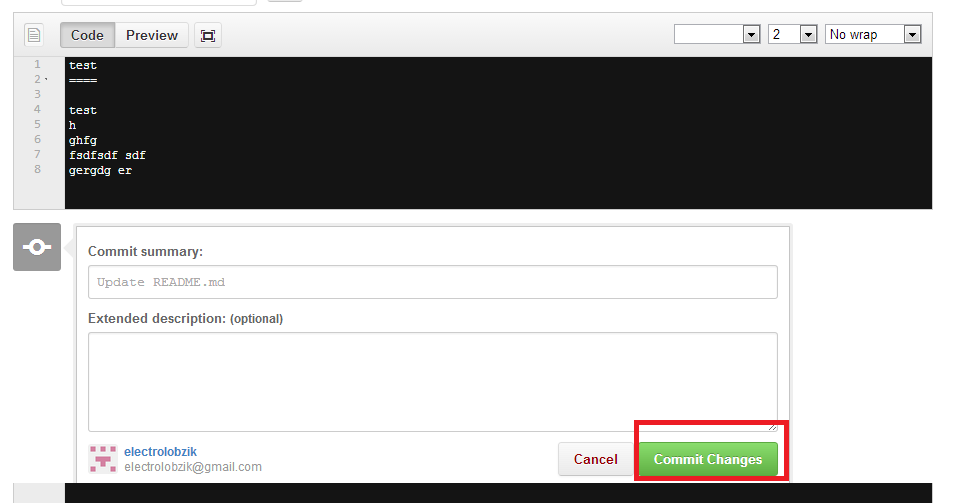 Code Preview 2 No wrap
1 test
2 ====
3
4 test
5 h
6 ghfg
7 fsdfsdf sdf
8 gergdg er
Commit summary:
Update README.md
Extended description: (optional)
electrolobzik
electrolobzik@gmail.com
Cancel Commit Changes